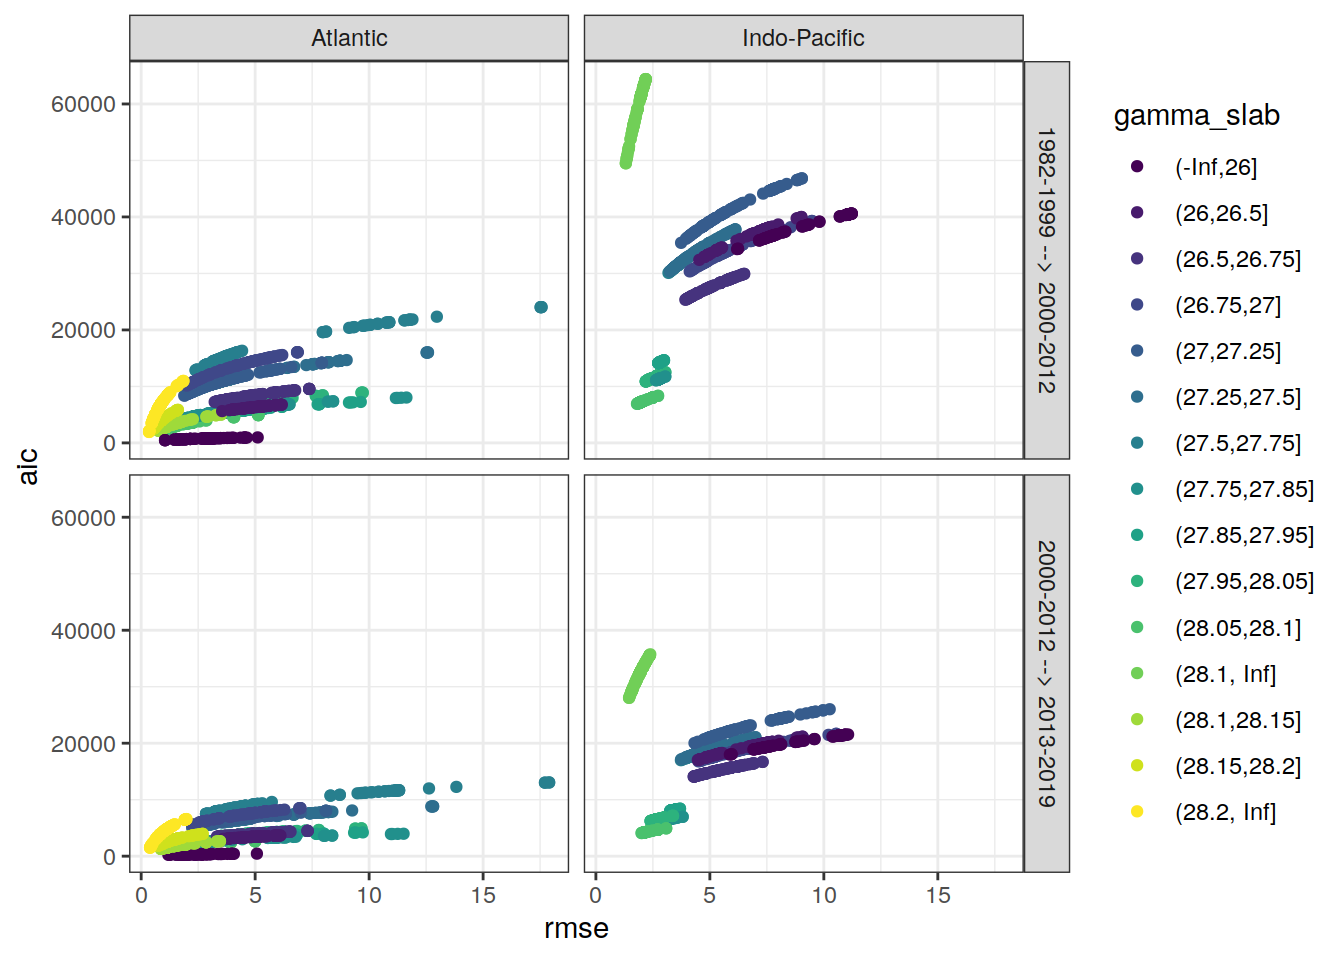 Atlantic
Indo-Pacific
60000
40000
20000
0
1982-1999 --> 2000-2012
60000
40000
20000
0
2000-2012 --> 2013-2019
0 5 10 15
0 5 10 15
rmse
aic
gamma_slab
(-Inf,26]
(26,26.5]
(26.5,26.75]
(26.75,27]
(27,27.25]
(27.25,27.5]
(27.5,27.75]
(27.75,27.85]
(27.85,27.95]
(27.95,28.05]
(28.05,28.1]
(28.1, Inf]
(28.1,28.15]
(28.15,28.2]
(28.2, Inf]